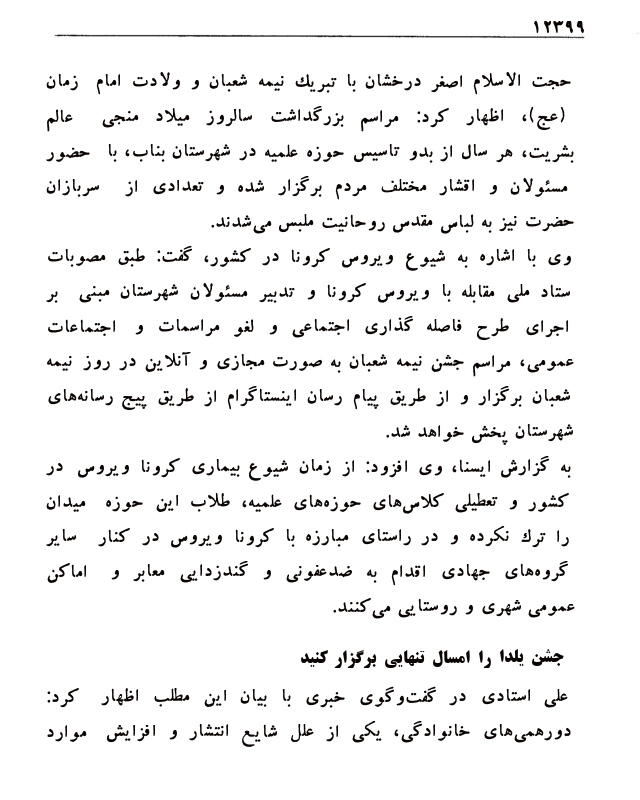 ۱۲۳۹۹
حجت الاسلام اصغر درخشان با تبریك نیمه شعبان و ولادت امام زمان
(عج)، اظهار کرد: مراسم بزرگداشت سالروز میلاد منجی عالم
بشریت، هر سال از بدو تاسیس حوزه علمیه در شهرستان بناب، با حضور
مسئولان و اقشار مختلف مردم برگزار شده و تعدادی از سربازان
حضرت نیز به لباس مقدس روحانیت ملبس می‌شدند.
وی با اشاره به شیوع ویروس کرونا در کشور، گفت: طبق مصوبات
ستاد ملی مقابله با ویروس کرونا و تدبیر مسئولان شهرستان مبنی بر
اجرای طرح فاصله گذاری اجتماعی و لغو مراسمات و اجتماعات
عمومی، مراسم جشن نیمه شعبان به صورت مجازی و آنلاین در روز نیمه
شعبان برگزار و از طریق پیام رسان اینستاگرام از طریق پیج رسانه‌های
شهرستان پخش خواهد شد.
به گزارش ایسنا، وی افزود: از زمان شیوع بیماری کرونا ویروس در
کشور و تعطیلی کلاس‌های حوزه‌های علمیه، طلاب این حوزه میدان
را ترك نکرده و در راستای مبارزه با کرونا ویروس در کنار سایر
گروه‌های جهادی اقدام به ضدعفونی و گندزدایی معابر و اماکن
عمومی شهری و روستایی می‌کنند.
جشن یلدا را امسال تنهایی برگزار کنید
علی استادی در گفت‌وگوی خبری با بیان این مطلب اظهار کرد:
دورهمی‌های خانوادگی، یکی از علل شایع انتشار و افزایش موارد